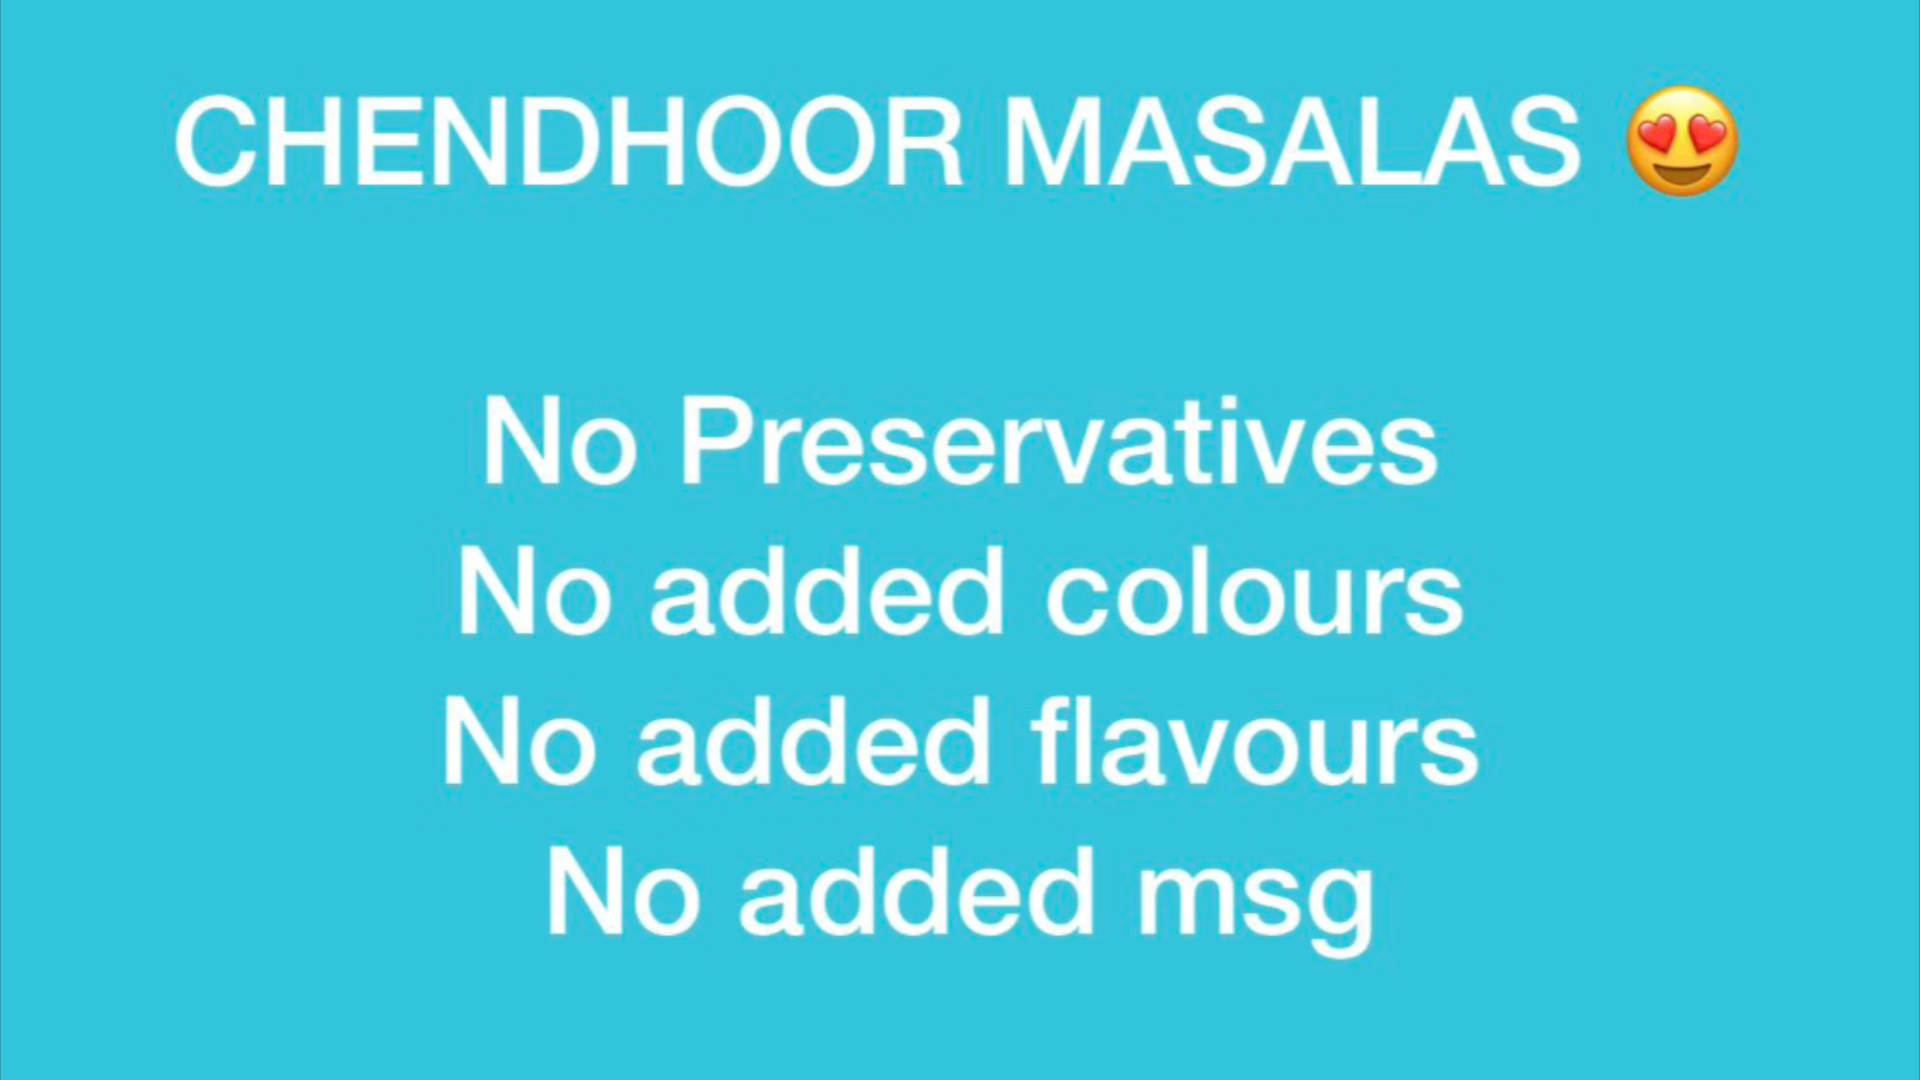 CHENDHOOR MASALAS 😍
No Preservatives
No added colours
No added flavours
No added msg